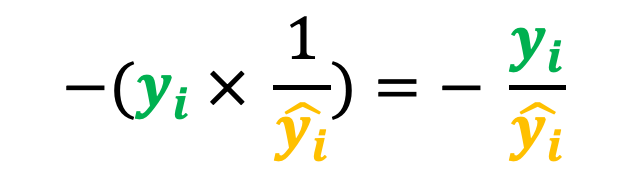 −(yᵢ × 1/ŷᵢ) = − yᵢ/ŷᵢ